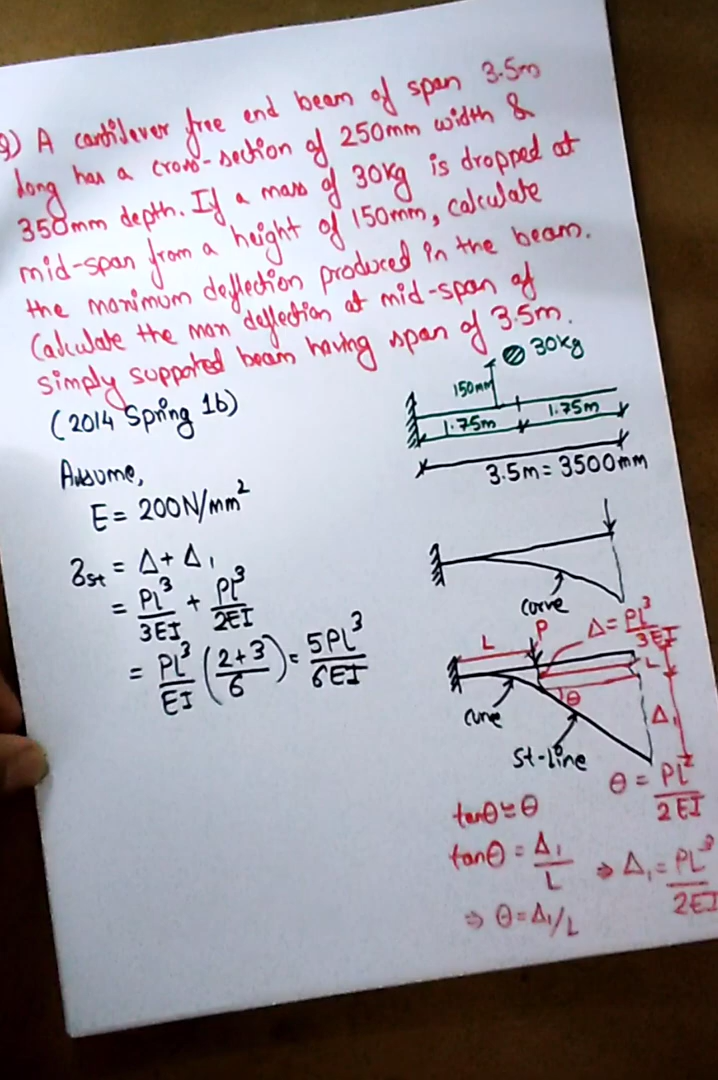 Q) A cantilever free end beam of span 3.5m
long has a cross-section of 250mm width &
350mm depth. If a mass of 30kg is dropped at
mid-span from a height of 150mm, calculate
the maximum deflection produced in the beam.
Calculate the max deflection at mid-span of
simply supported beam having span of 3.5m.
(2014 Spring 1b)
30kg
150mm
1.75m 1.75m
3.5m = 3500mm
Assume,
E = 200N/mm²
δst = Δ + Δ₁
= PL³/3EI + PL³/2EI
= PL³/EI (2+3/6) = 5PL³/6EI
curve
L P Δ = PL³/3EI
L
θ
Δ₁
curve
St-line
θ = PL²/2EI
tanθ ≈ θ
tanθ = Δ₁/L ⇒ Δ₁ = PL³/2EI
⇒ θ = Δ₁/L